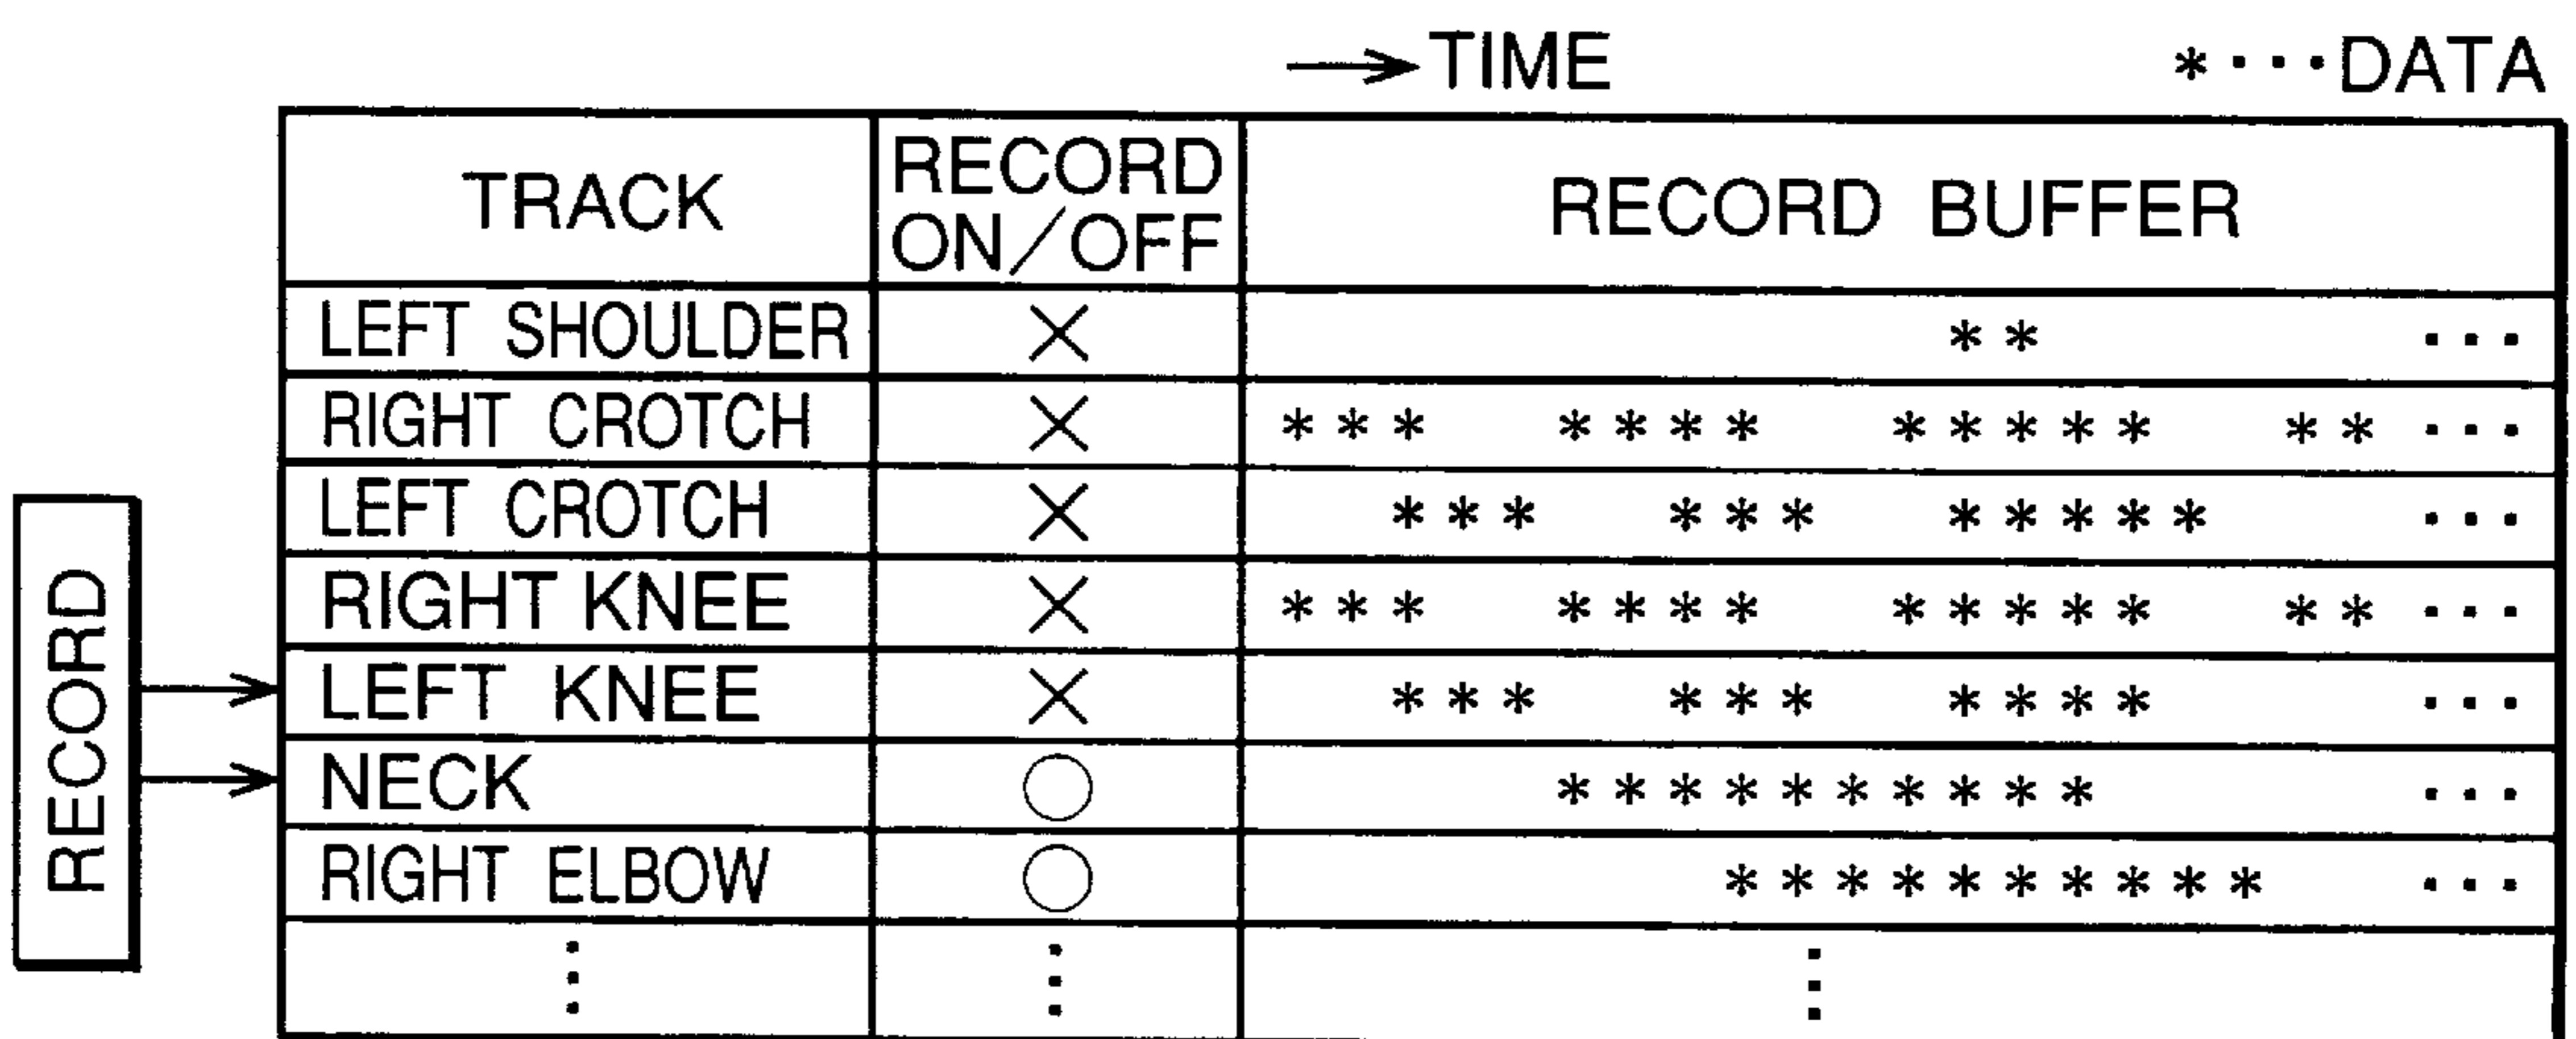 →TIME
*···DATA
TRACK
RECORD
ON/OFF
RECORD BUFFER
LEFT SHOULDER × ** ···
RIGHT CROTCH × *** **** ***** ** ···
LEFT CROTCH × *** *** ***** ···
RIGHT KNEE × *** **** ***** ** ···
LEFT KNEE × *** *** **** ···
NECK ○ ********** ···
RIGHT ELBOW ○ ********** ···
RECORD